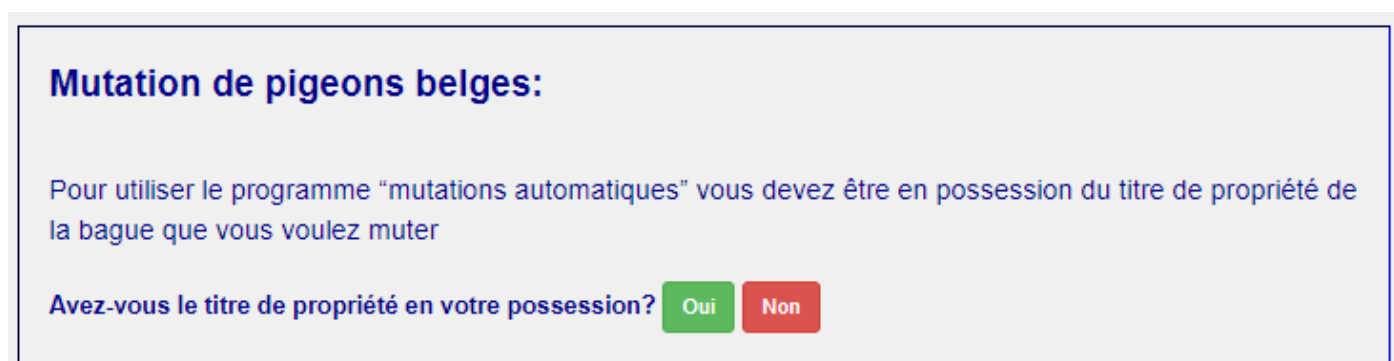 Mutation de pigeons belges:
Pour utiliser le programme “mutations automatiques” vous devez être en possession du titre de propriété de
la bague que vous voulez muter
Avez-vous le titre de propriété en votre possession? Oui Non